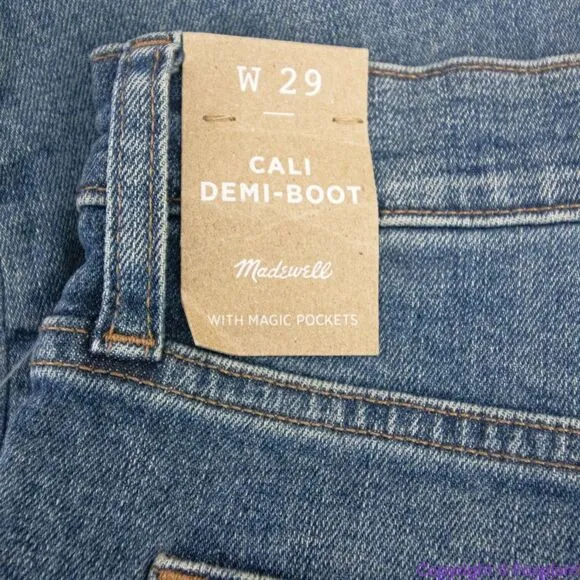 W 29
CALI
DEMI-BOOT
Madewell
WITH MAGIC POCKETS